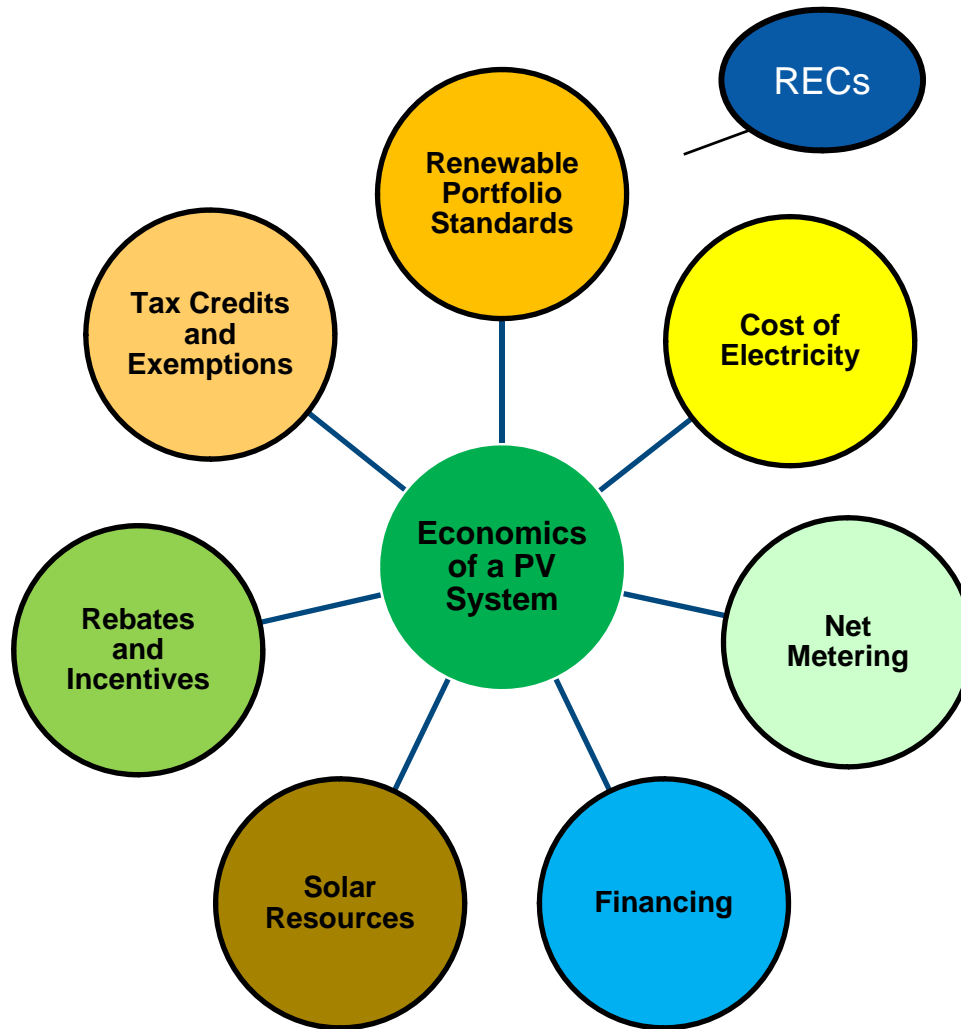 RECs
Renewable
Portfolio
Standards
Tax Credits
and
Exemptions
Cost of
Electricity
Economics
of a PV
System
Rebates
and
Incentives
Net
Metering
Solar
Resources
Financing